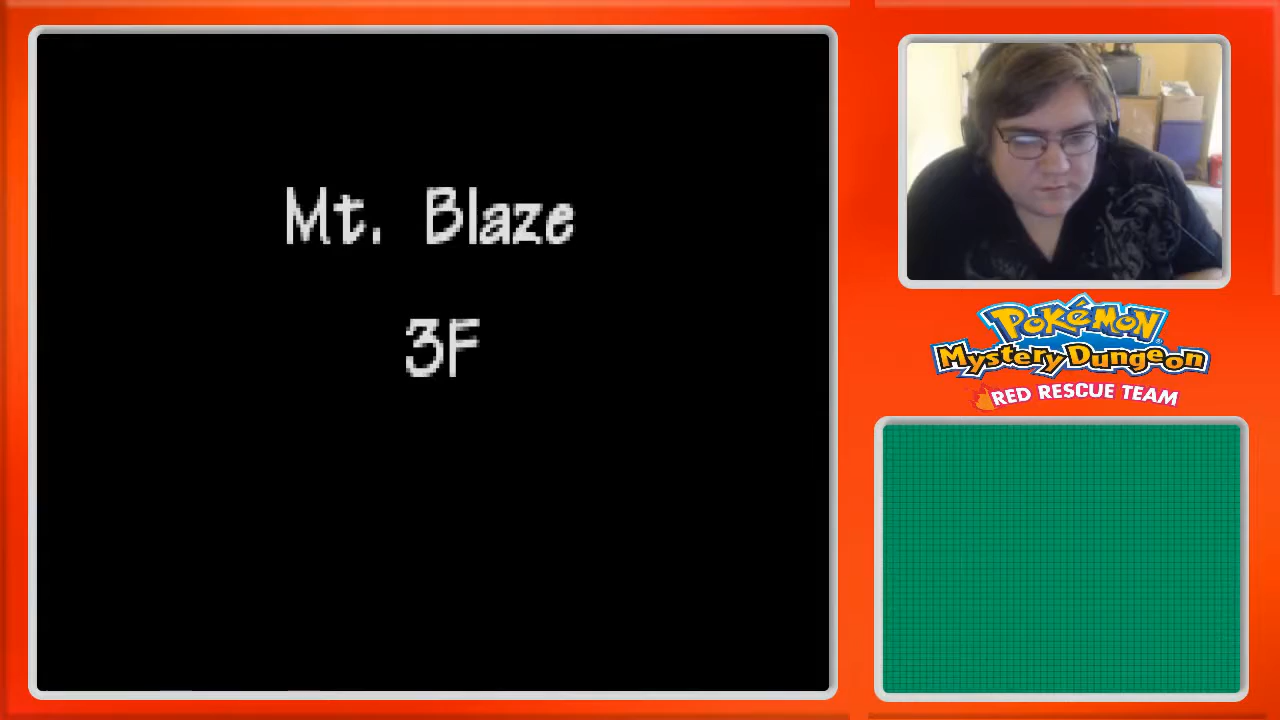 Mt. Blaze
3F
POKéMON
Mystery Dungeon
RED RESCUE TEAM